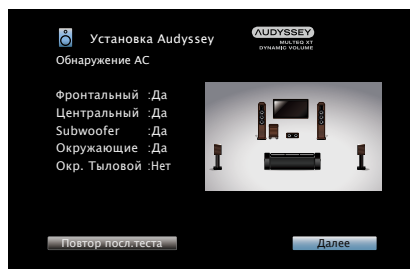 Установка Audyssey
AUDYSSEY
MULTEQ XT
DYNAMIC VOLUME
Обнаружение АС
Фронтальный :Да
Центральный :Да
Subwoofer :Да
Окружающие :Да
Окр. Тыловой :Нет
Повтор посл.теста
Далее